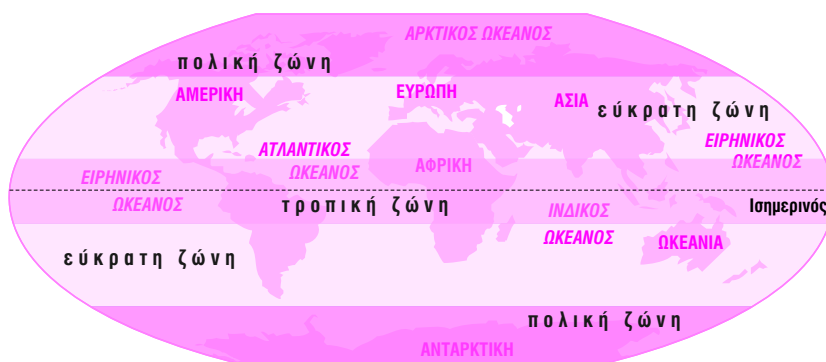 ΑΡΚΤΙΚΟΣ ΩΚΕΑΝΟΣ
πολική ζώνη
ΑΜΕΡΙΚΗ
ΕΥΡΩΠΗ
ΑΣΙΑ
εύκρατη ζώνη
ΑΤΛΑΝΤΙΚΟΣ
ΩΚΕΑΝΟΣ
ΑΦΡΙΚΗ
ΕΙΡΗΝΙΚΟΣ
ΩΚΕΑΝΟΣ
ΕΙΡΗΝΙΚΟΣ
ΩΚΕΑΝΟΣ
τροπική ζώνη
ΙΝΔΙΚΟΣ
ΩΚΕΑΝΟΣ
Ισημερινός
ΩΚΕΑΝΙΑ
εύκρατη ζώνη
πολική ζώνη
ΑΝΤΑΡΚΤΙΚΗ